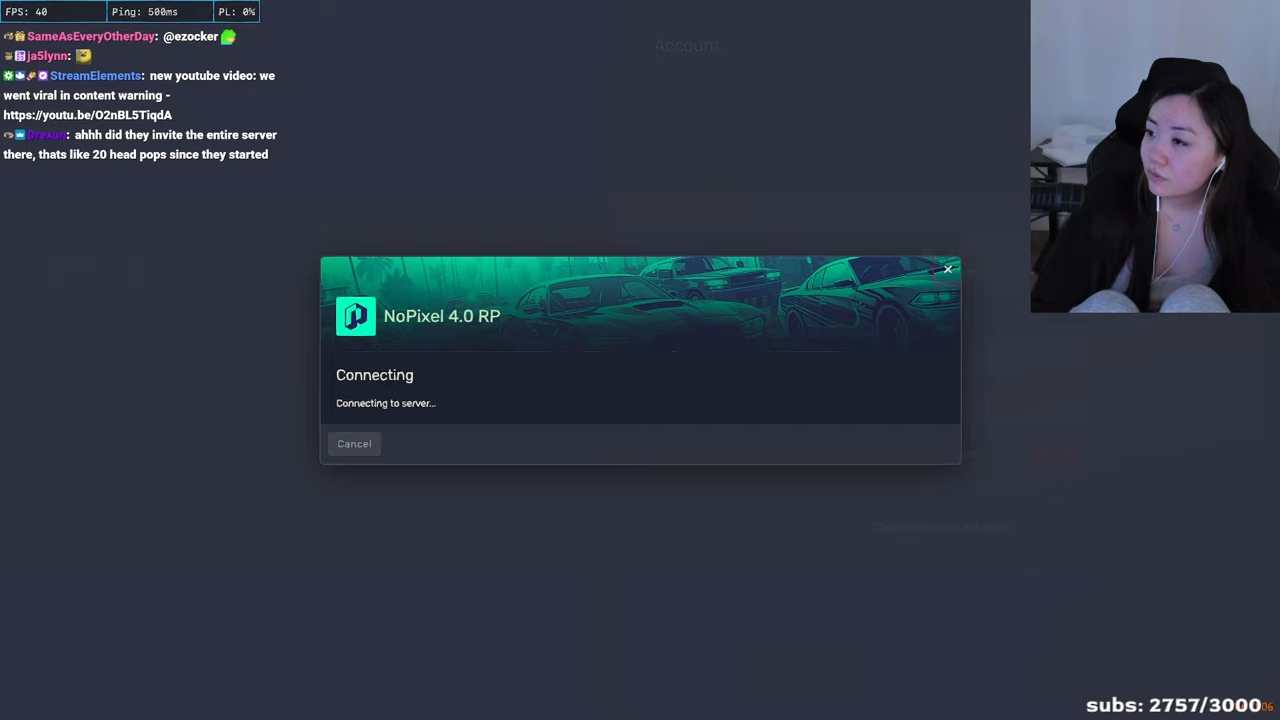 FPS: 40 Ping: 500ms PL: 0%
SameAsEveryOtherDay: @ezocker
ja5lynn:
StreamElements: new youtube video: we
went viral in content warning -
https://youtu.be/O2nBL5TiqdA
Drexun: ahhh did they invite the entire server
there, thats like 20 head pops since they started
Account
NoPixel 4.0 RP
Connecting
Connecting to server...
Cancel
subs: 2757/3000